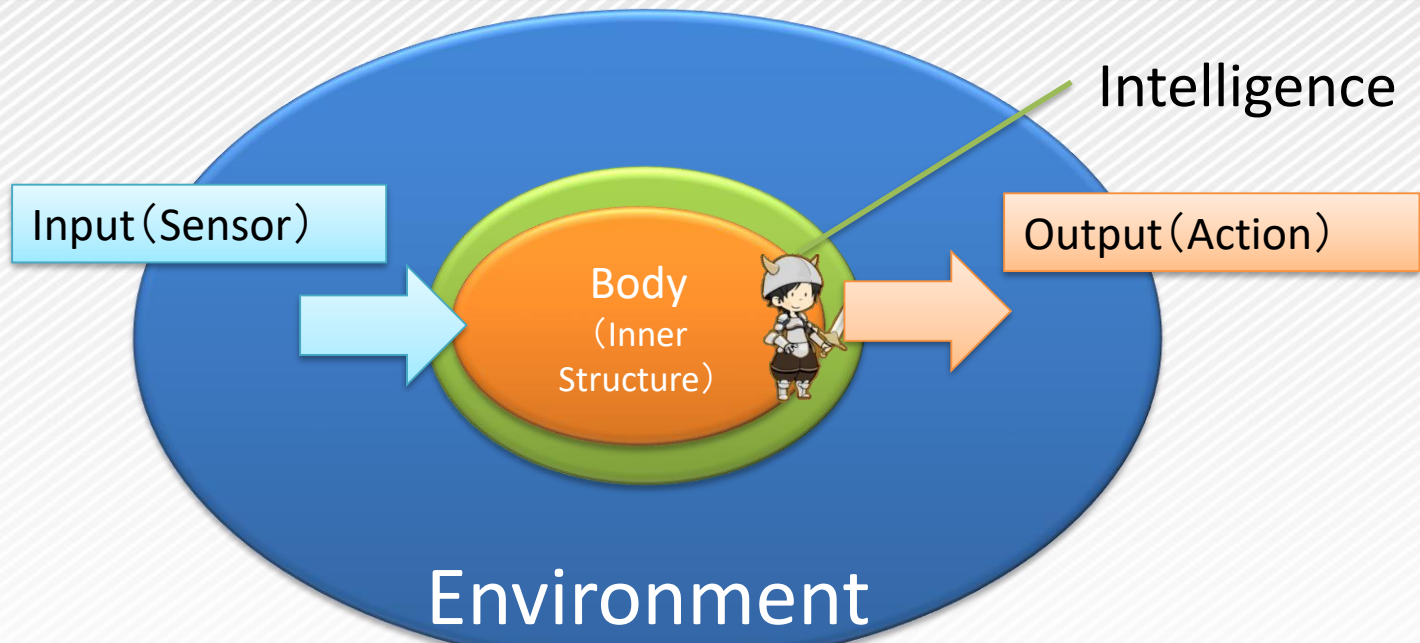 Intelligence
Input（Sensor）
Output（Action）
Body
（Inner
Structure）
Environment